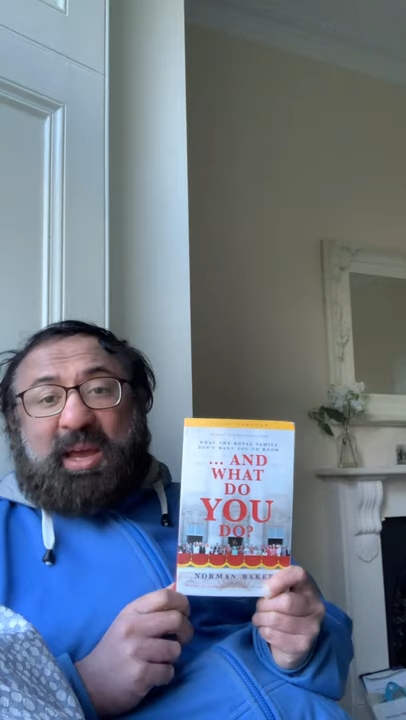 WHAT THE ROYAL FAMILY
DON'T WANT YOU TO KNOW
... AND
WHAT
DO
YOU
DO?
NORMAN BAKER